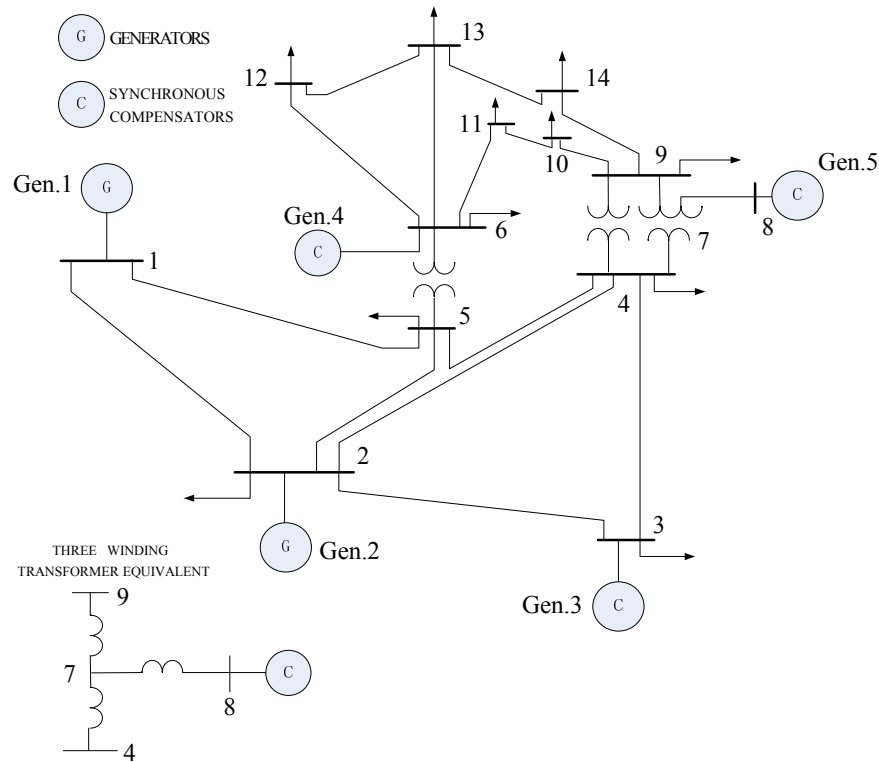 G GENERATORS
C SYNCHRONOUS
COMPENSATORS
13
12
14
11
10
9
Gen.5
C
8
Gen.1
G
Gen.4
C
6
7
1
5
4
2
3
G
Gen.2
Gen.3
C
THREE WINDING
TRANSFORMER EQUIVALENT
9
7
C
8
4